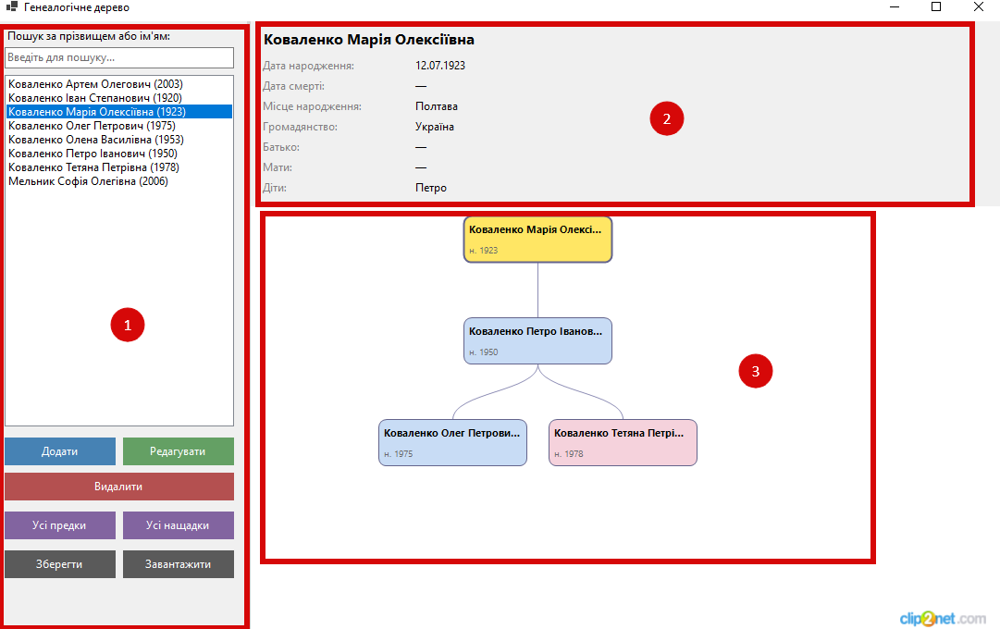 Генеалогічне дерево
Пошук за прізвищем або ім'ям:
Введіть для пошуку...
Коваленко Артем Олегович (2003)
Коваленко Іван Степанович (1920)
Коваленко Марія Олексіївна (1923)
Коваленко Олег Петрович (1975)
Коваленко Олена Василівна (1953)
Коваленко Петро Іванович (1950)
Коваленко Тетяна Петрівна (1978)
Мельник Софія Олегівна (2006)
1
Додати Редагувати
Видалити
Усі предки Усі нащадки
Зберегти Завантажити
Коваленко Марія Олексіївна
Дата народження: 12.07.1923
Дата смерті: —
Місце народження: Полтава
Громадянство: Україна
Батько: —
Мати: —
Діти: Петро
2
Коваленко Марія Олексі...
н. 1923
Коваленко Петро Іванов...
н. 1950
3
Коваленко Олег Петрови...
н. 1975
Коваленко Тетяна Петрі...
н. 1978
clip2net.com